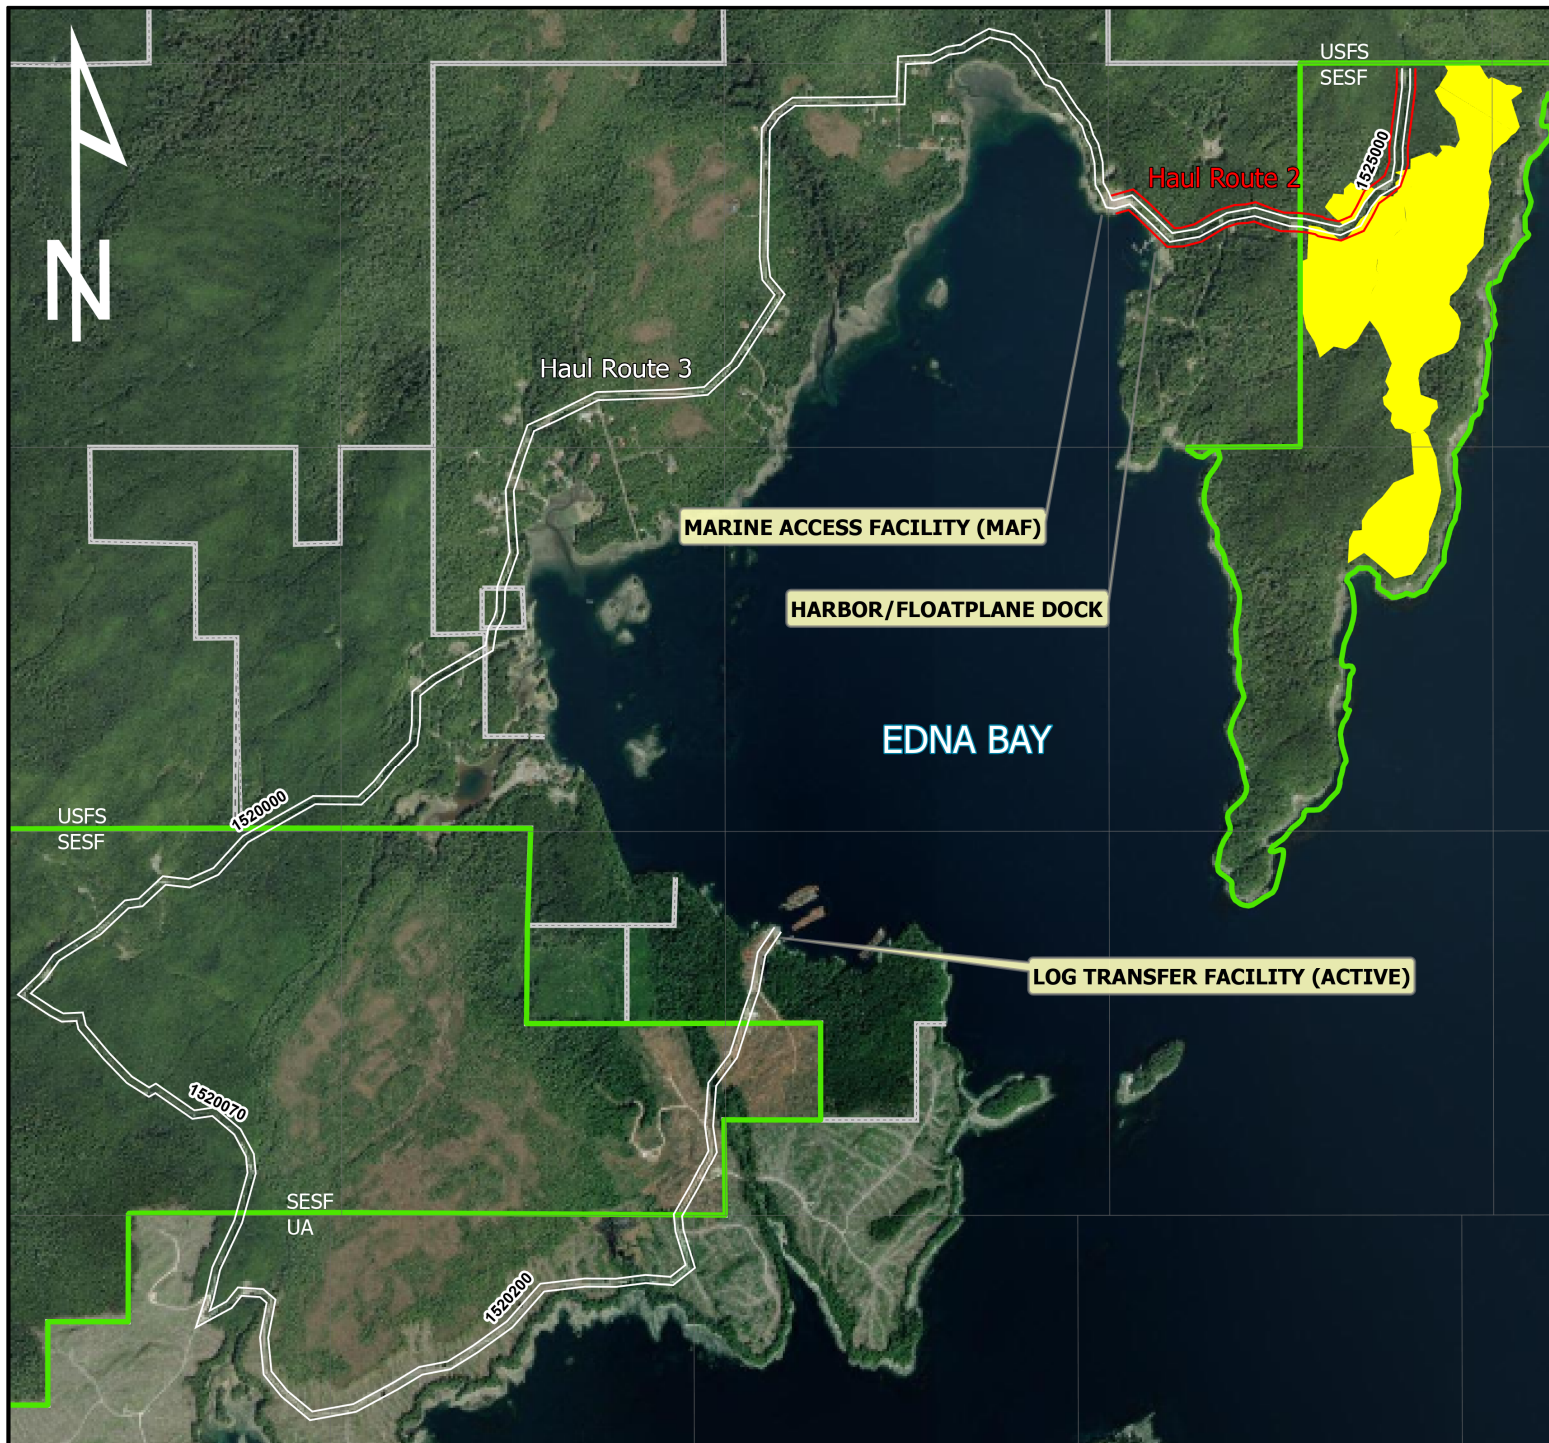 USFS
SESF
1525000
Haul Route 2
N
Haul Route 3
MARINE ACCESS FACILITY (MAF)
HARBOR/FLOATPLANE DOCK
EDNA BAY
1520000
USFS
SESF
LOG TRANSFER FACILITY (ACTIVE)
1520070
SESF
UA
1520200